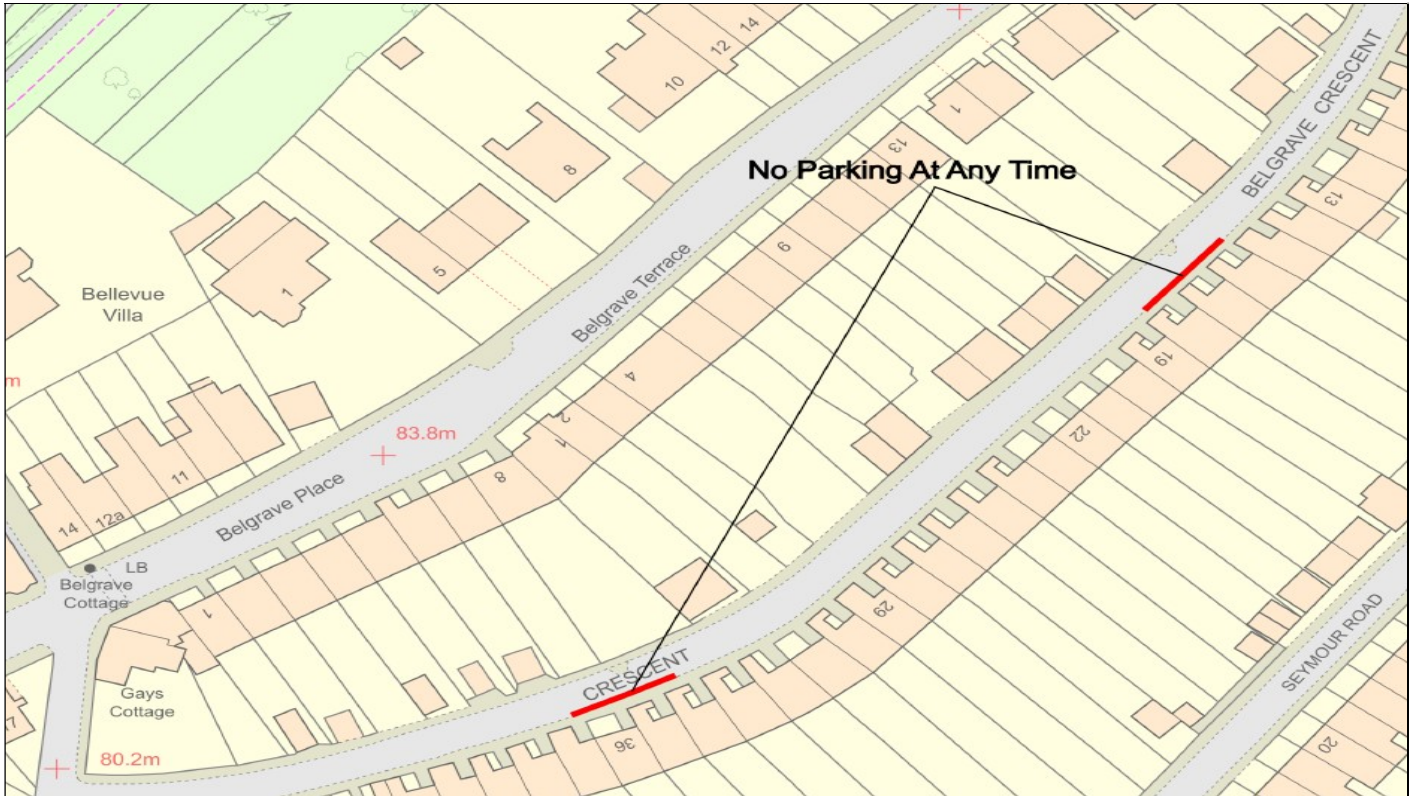 14
12
10
1
BELGRAVE CRESCENT
13
No Parking At Any Time
8
13
9
5
Belgrave Terrace
1
Bellevue
Villa
19
4
m
83.8m
2
1
22
11
8
12a
14
Belgrave Place
LB
Belgrave
Cottage
1
29
SEYMOUR ROAD
CRESCENT
Gays
Cottage
36
20
80.2m